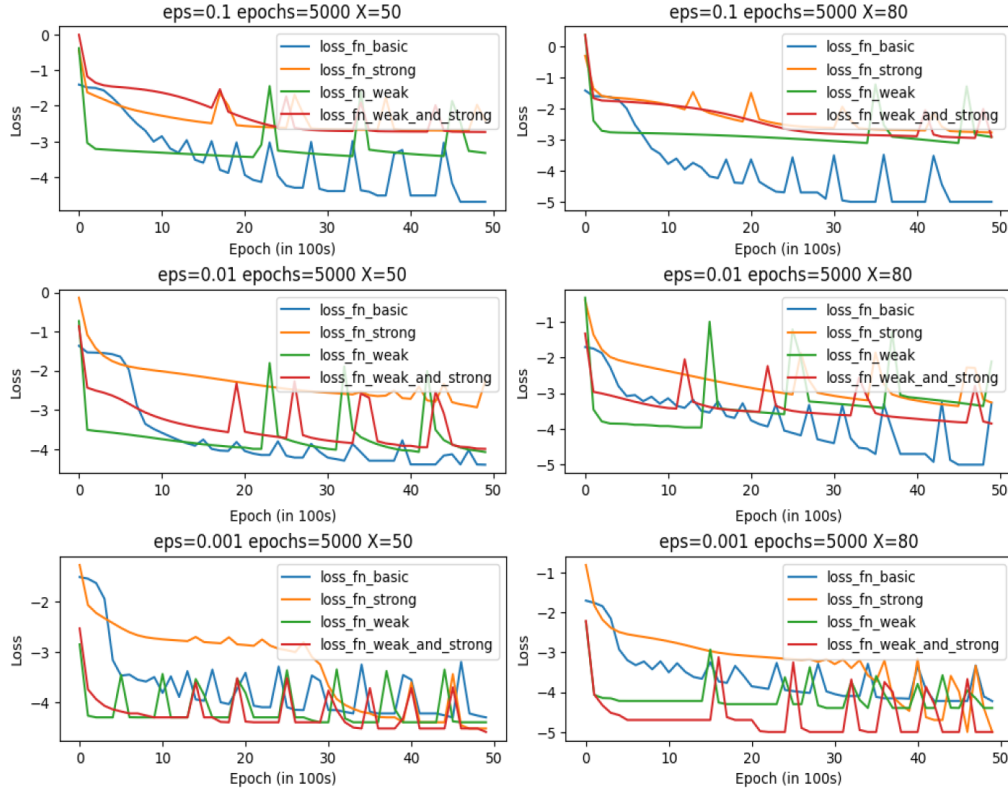 eps=0.1 epochs=5000 X=50
0
−1
−2
−3
−4
Loss
loss_fn_basic
loss_fn_strong
loss_fn_weak
loss_fn_weak_and_strong
0 10 20 30 40 50
Epoch (in 100s)
eps=0.1 epochs=5000 X=80
0
−1
−2
−3
−4
−5
Loss
loss_fn_basic
loss_fn_strong
loss_fn_weak
loss_fn_weak_and_strong
0 10 20 30 40 50
Epoch (in 100s)
eps=0.01 epochs=5000 X=50
0
−1
−2
−3
−4
Loss
loss_fn_basic
loss_fn_strong
loss_fn_weak
loss_fn_weak_and_strong
0 10 20 30 40 50
Epoch (in 100s)
eps=0.01 epochs=5000 X=80
−1
−2
−3
−4
−5
Loss
loss_fn_basic
loss_fn_strong
loss_fn_weak
loss_fn_weak_and_strong
0 10 20 30 40 50
Epoch (in 100s)
eps=0.001 epochs=5000 X=50
−2
−3
−4
Loss
loss_fn_basic
loss_fn_strong
loss_fn_weak
loss_fn_weak_and_strong
0 10 20 30 40 50
Epoch (in 100s)
eps=0.001 epochs=5000 X=80
−1
−2
−3
−4
−5
Loss
loss_fn_basic
loss_fn_strong
loss_fn_weak
loss_fn_weak_and_strong
0 10 20 30 40 50
Epoch (in 100s)